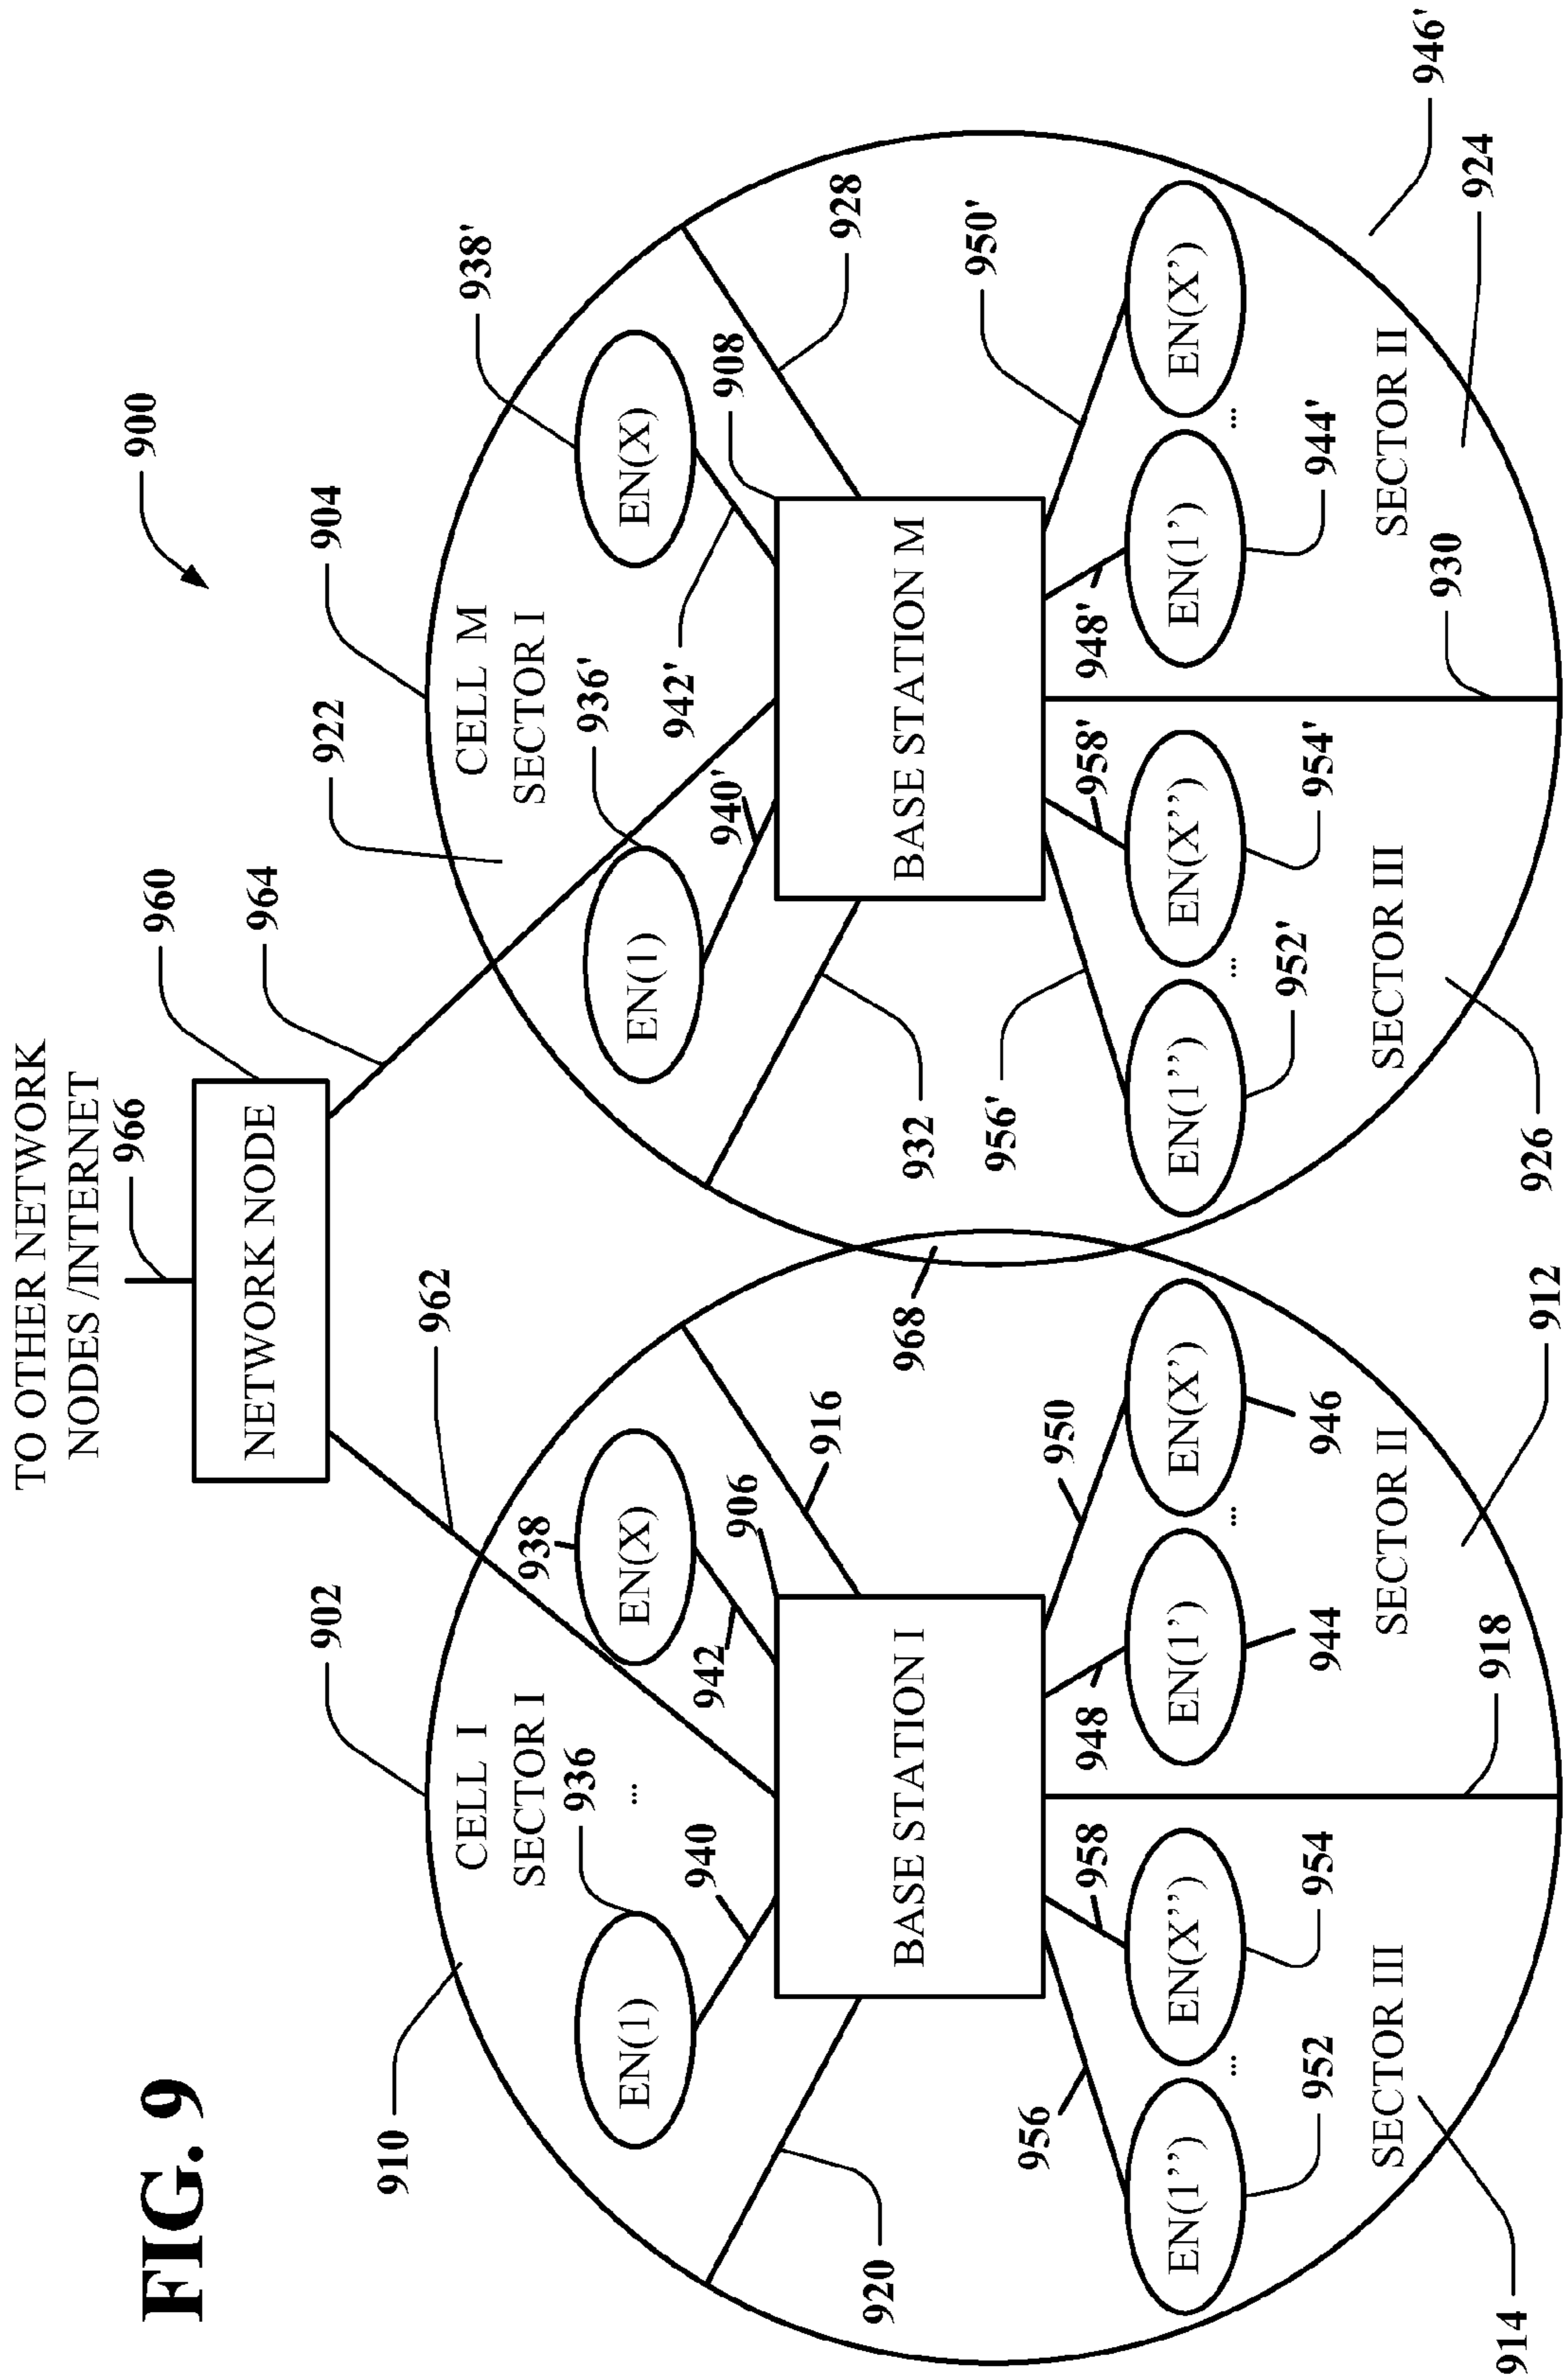 FIG. 9
TO OTHER NETWORK
NODES /INTERNET
966
900
NETWORK NODE
960
964
962
902
922
904
910
CELL I
SECTOR I
936
...
938
CELL M
SECTOR I
936'
938'
EN(1)
EN(X)
EN(1)
EN(X)
940
942
906
916
940'
942'
908
928
920
BASE STATION I
968
932
BASE STATION M
956
958
948
950
956'
958'
948'
950'
EN(1’’)
...
EN(X’’)
EN(1’)
...
EN(X’)
EN(1’’)
...
EN(X’’)
EN(1’)
...
EN(X’)
952
954
944
946
952'
954'
944'
946'
SECTOR III
SECTOR II
SECTOR III
SECTOR II
914
918
912
926
930
924